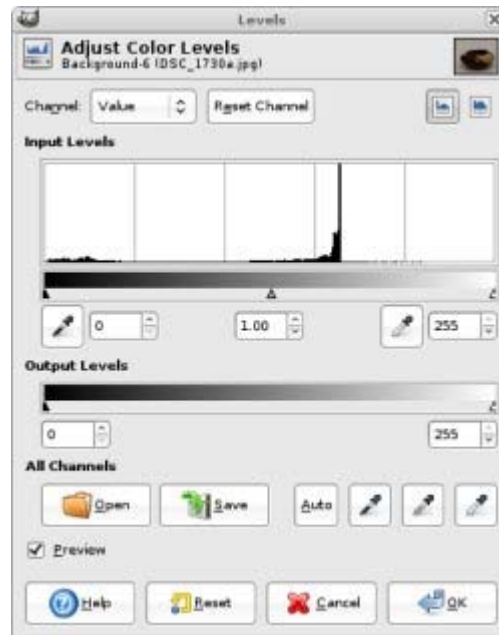 Levels
Adjust Color Levels
Background-6 (DSC_1730a.jpg)
Channel: Value Reset Channel
Input Levels
0 1.00 255
Output Levels
0 255
All Channels
Open Save Auto
Preview
Help Reset Cancel OK